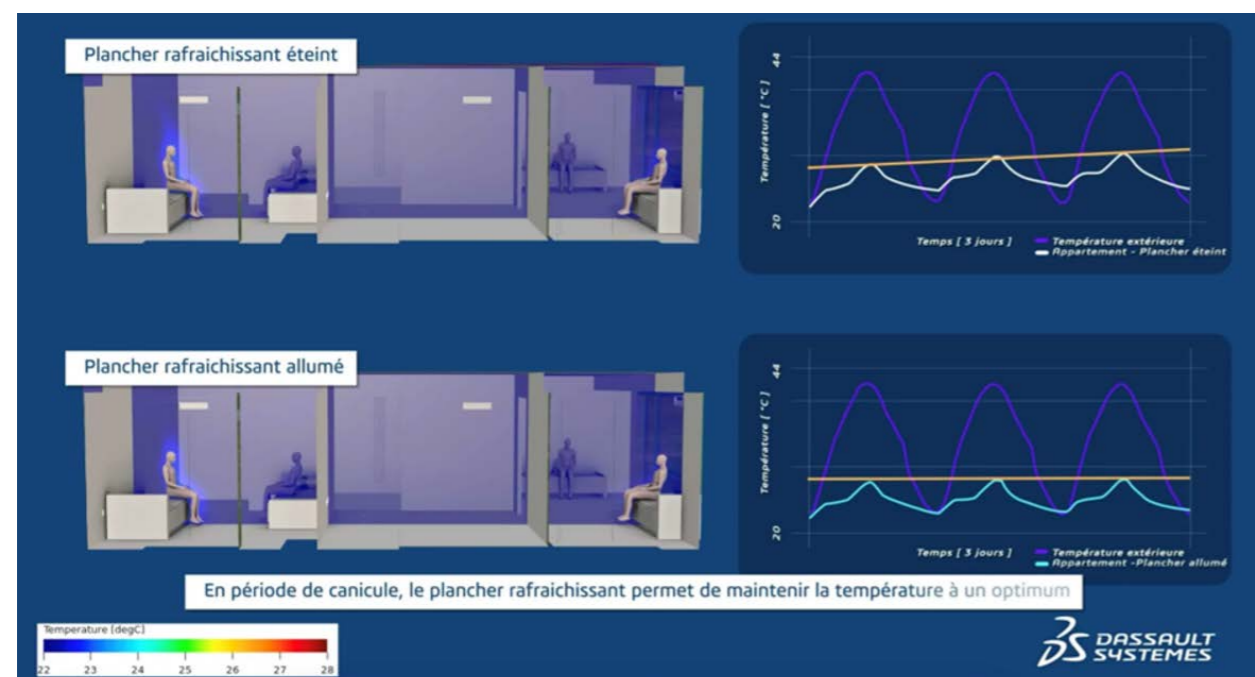 Plancher rafraichissant éteint
44
Température [ °C ]
20
Temps [ 3 jours ]
Température extérieure
Appartement - Plancher éteint
Plancher rafraichissant allumé
44
Température [ °C ]
20
Temps [ 3 jours ]
Température extérieure
Appartement -Plancher allumé
En période de canicule, le plancher rafraichissant permet de maintenir la température à un optimum
Temperature [degC]
22 23 24 25 26 27 28
DASSAULT
SYSTEMES